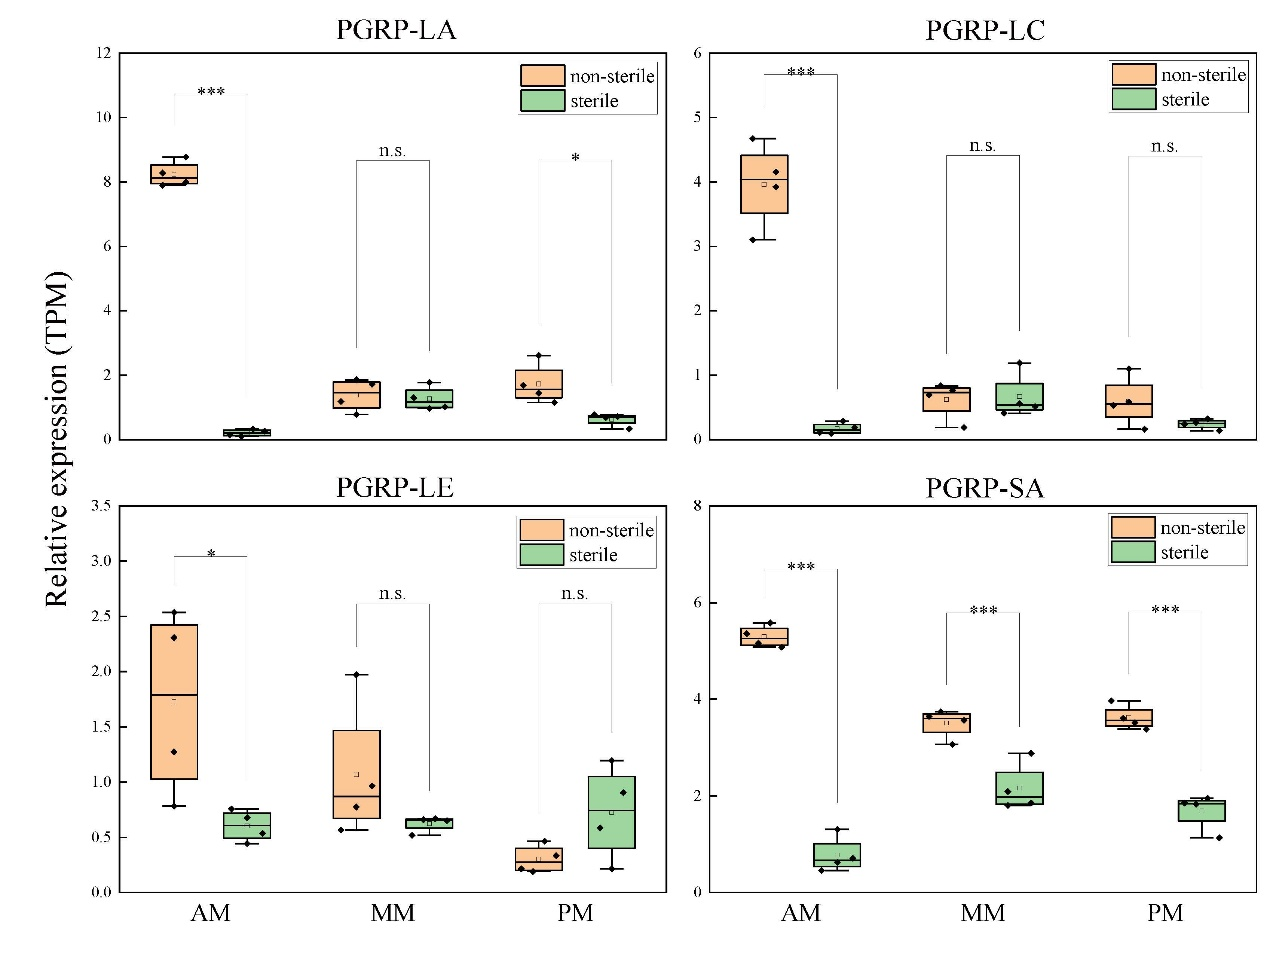 PGRP-LA
12
10
8
6
4
2
0
***
n.s.
*
non-sterile
sterile
PGRP-LC
6
5
4
3
2
1
0
***
n.s.
n.s.
non-sterile
sterile
Relative expression (TPM)
PGRP-LE
3.5
3.0
2.5
2.0
1.5
1.0
0.5
0.0
*
n.s.
n.s.
non-sterile
sterile
AM MM PM
PGRP-SA
8
6
4
2
0
***
***
***
non-sterile
sterile
AM MM PM